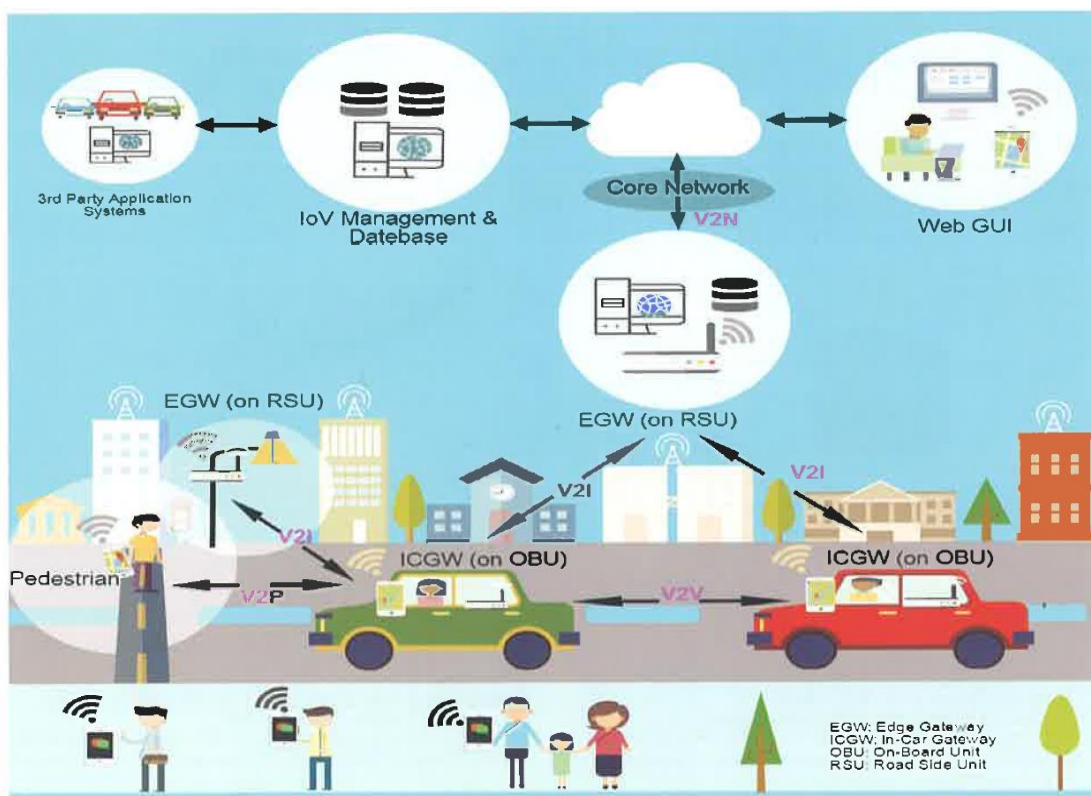 3rd Party Application
Systems
IoV Management &
Datebase
Core Network
V2N
Web GUI
EGW (on RSU)
EGW (on RSU)
V2I
V2I
V2I
Pedestrian
V2P
ICGW (on OBU)
V2V
ICGW (on OBU)
EGW: Edge Gateway
ICGW: In-Car Gateway
OBU: On-Board Unit
RSU: Road Side Unit